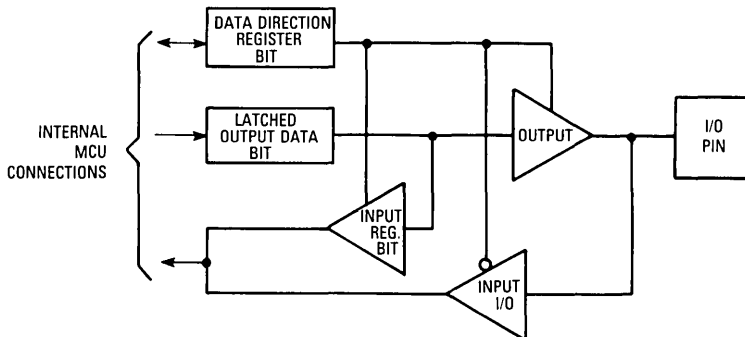 DATA DIRECTION
REGISTER
BIT
LATCHED
OUTPUT DATA
BIT
INTERNAL
MCU
CONNECTIONS
OUTPUT
I/O
PIN
INPUT
REG.
BIT
INPUT
I/O